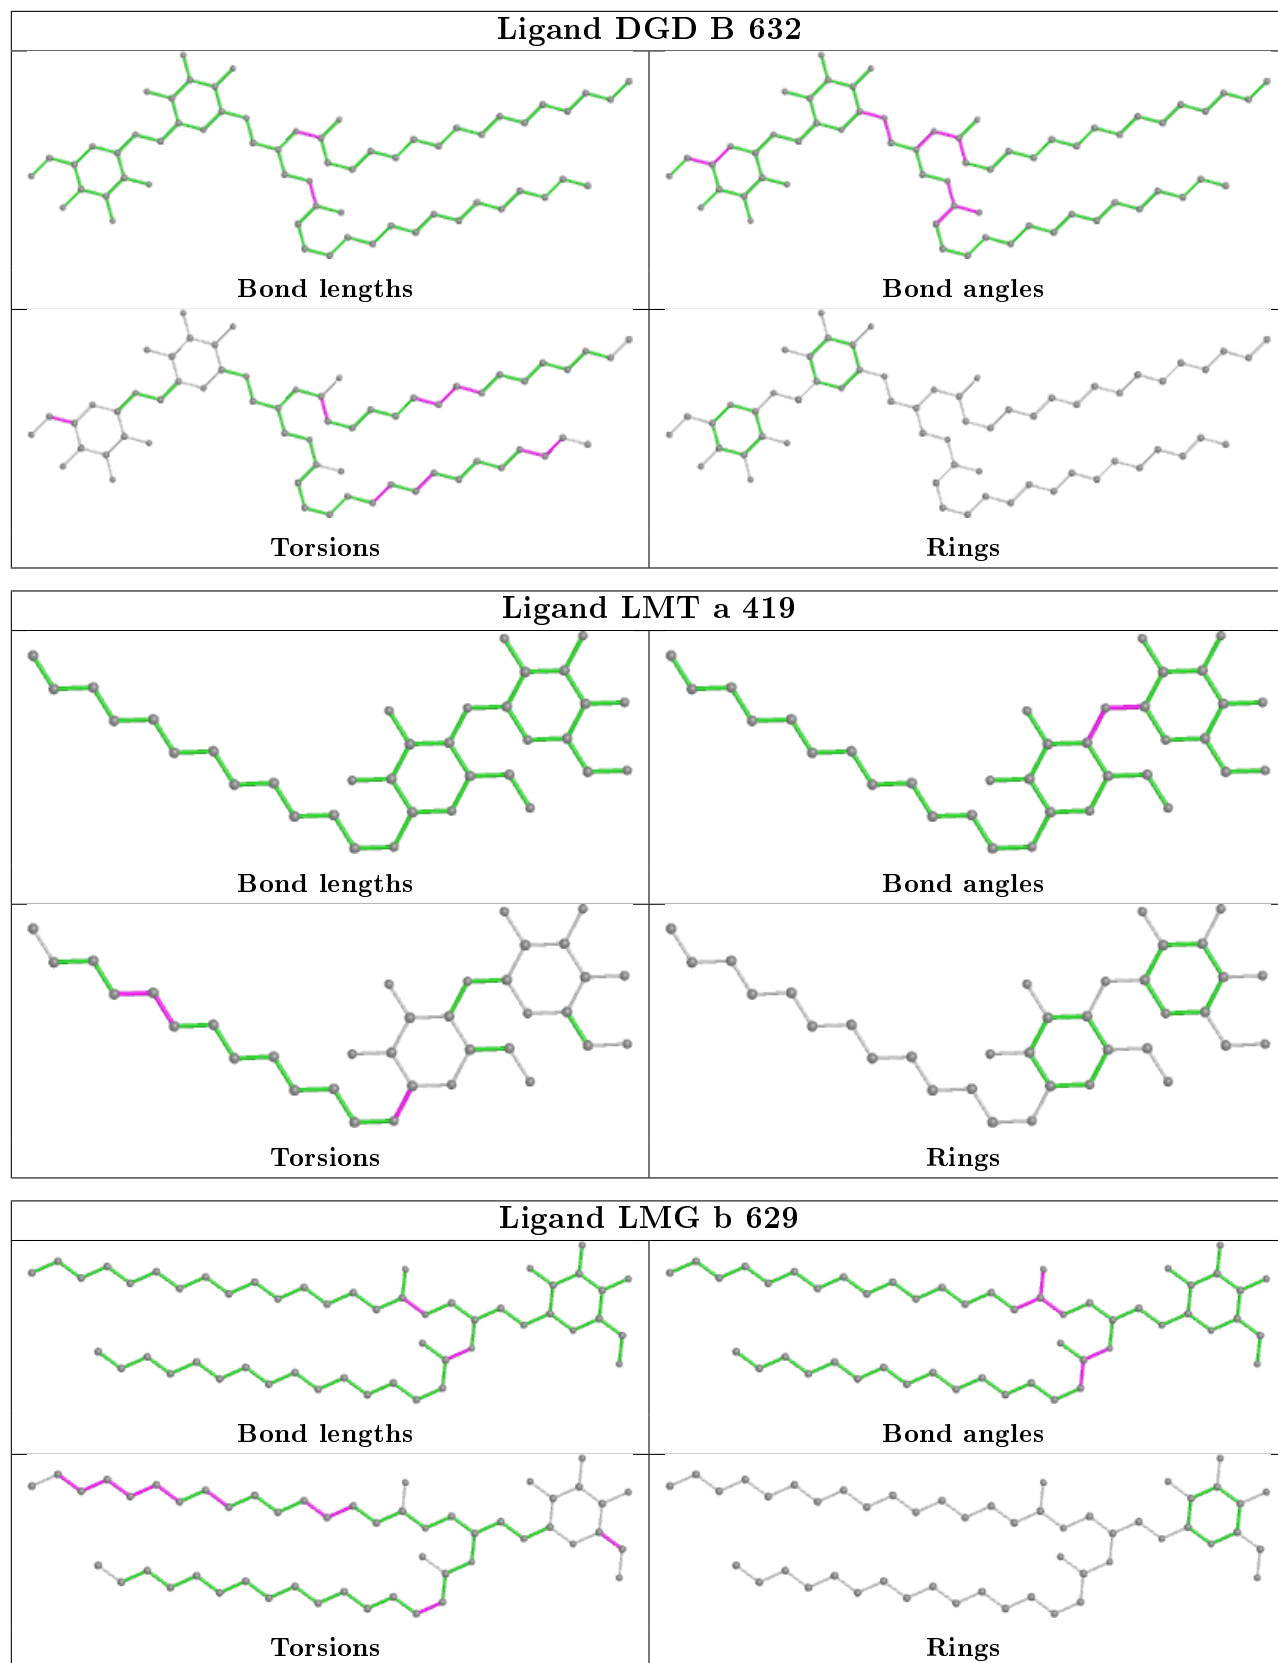 Ligand DGD B 632
Bond lengths
Bond angles
Torsions
Rings
Ligand LMT a 419
Bond lengths
Bond angles
Torsions
Rings
Ligand LMG b 629
Bond lengths
Bond angles
Torsions
Rings